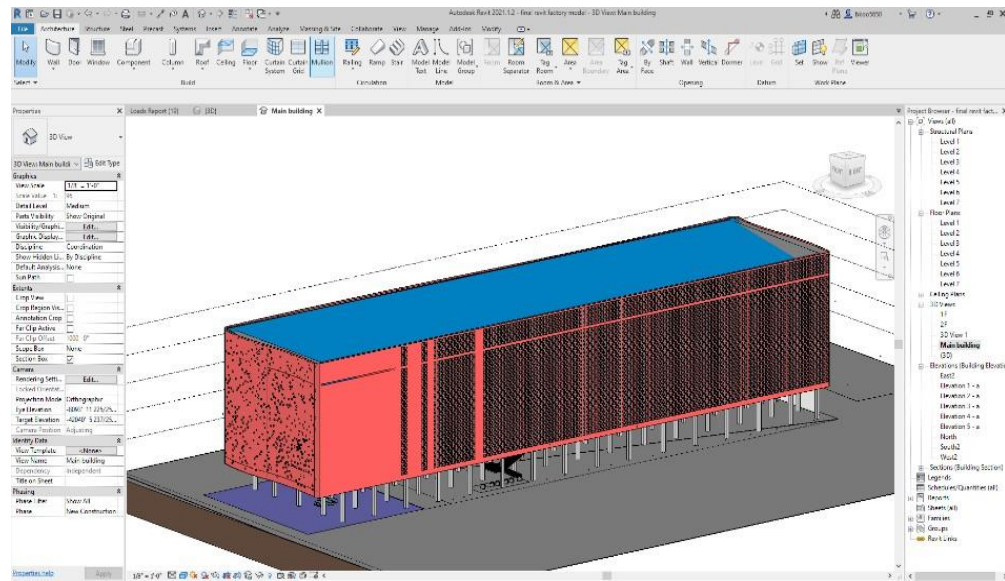 Autodesk Revit 2021.1.2 - final revit factory model - 3D View: Main building
File Architecture Structure Steel Precast Systems Insert Annotate Analyze Massing & Site Collaborate View Manage Add-Ins Modify
Modify Wall Door Window Component Column Roof Ceiling Floor Curtain System Curtain Grid Mullion Railing Ramp Stair Model Text Model Line Model Group Room Room Separator Tag Room Area Area Boundary Tag Area By Face Shaft Wall Vertical Dormer Level Grid Set Show Ref Plane Viewer
Select Build Circulation Model Room & Area Opening Datum Work Plane
Properties
Loads Report (19)
{3D}
Main building
Project Browser - final revit fact...
3D View
3D View: Main buildi
Edit Type
Graphics
View Scale
Detail Level Medium
Parts Visibility Show Original
Visibility/Graphi... Edit...
Graphic Display... Edit...
Discipline Coordination
Show Hidden Li... By Discipline
Default Analysis... None
Sun Path
Extents
Crop View
Crop Region Vis...
Annotation Crop
Far Clip Active
Far Clip Offset
Scope Box None
Section Box
Camera
Rendering Setti... Edit...
Locked Orientat...
Projection Mode Orthographic
Eye Elevation
Target Elevation
Camera Position Adjusting
Identity Data
View Template <None>
View Name Main building
Dependency Independent
Title on Sheet
Phasing
Phase Filter Show All
Phase New Construction
Properties help
Apply
Views (all)
Structural Plans
Level 1
Level 2
Level 3
Level 4
Level 5
Level 6
Level 7
Floor Plans
Level 1
Level 2
Level 3
Level 4
Level 5
Level 6
Level 7
Ceiling Plans
3D Views
1F
2F
3D View 1
Main building
{3D}
Elevations (Building Elevatio
East2
Elevation 1 - a
Elevation 2 - a
Elevation 3 - a
Elevation 4 - a
Elevation 5 - a
North
South2
West2
Sections (Building Section)
Legends
Schedules/Quantities (all)
Reports
Sheets (all)
Families
Groups
Revit Links